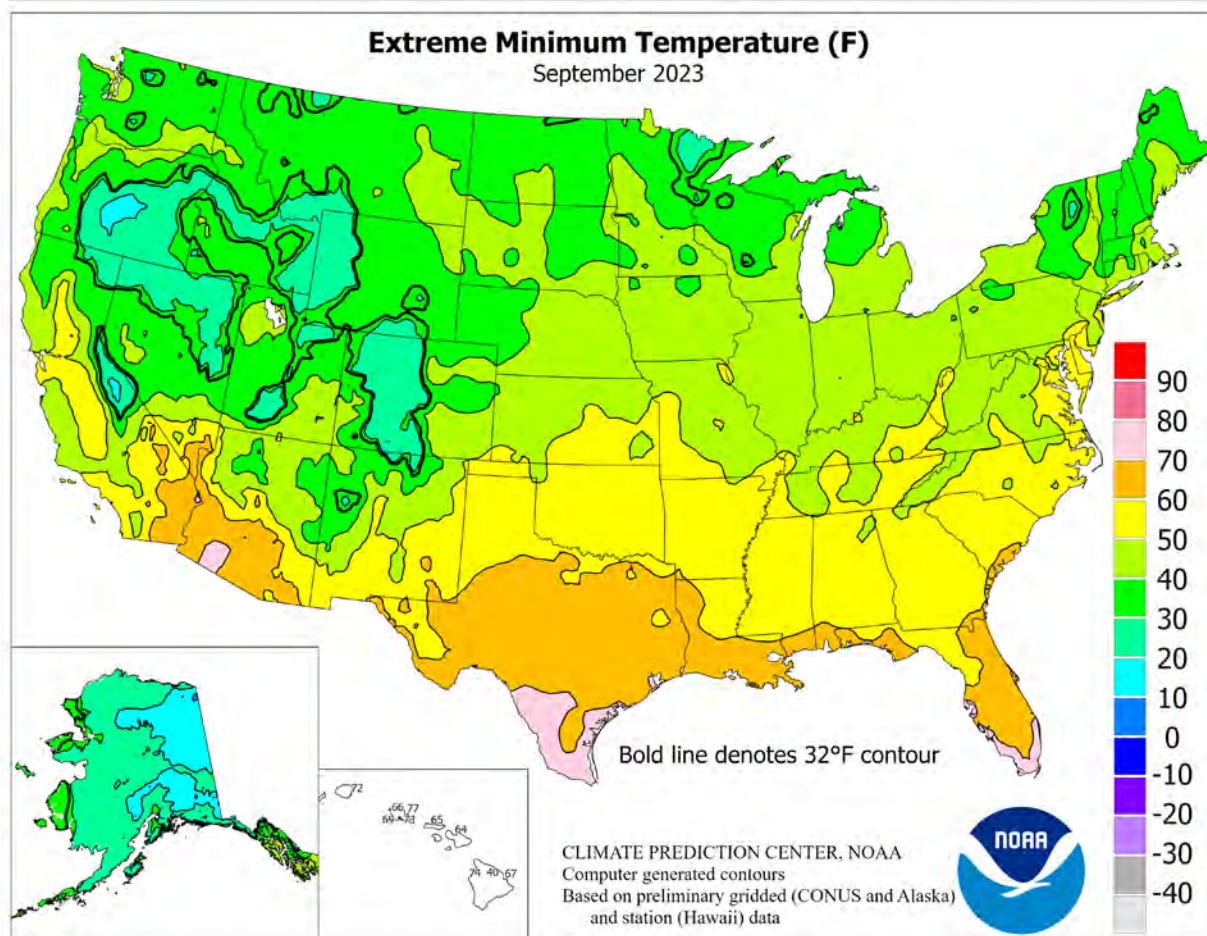 Extreme Minimum Temperature (F)
September 2023
90
80
70
60
50
40
30
20
10
0
-10
-20
-30
-40
Bold line denotes 32°F contour
72
66 77
69 73
65
64
74 40 67
CLIMATE PREDICTION CENTER, NOAA
Computer generated contours
Based on preliminary gridded (CONUS and Alaska)
and station (Hawaii) data
NOAA